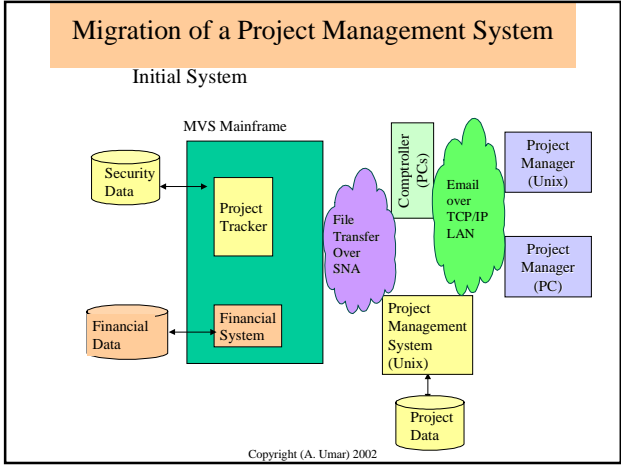 Migration of a Project Management System
Initial System
MVS Mainframe
Security
Data
Project
Tracker
Financial
Data
Financial
System
File
Transfer
Over
SNA
Comptroller
(PCs)
Email
over
TCP/IP
LAN
Project
Manager
(Unix)
Project
Manager
(PC)
Project
Management
System
(Unix)
Project
Data
Copyright (A. Umar) 2002